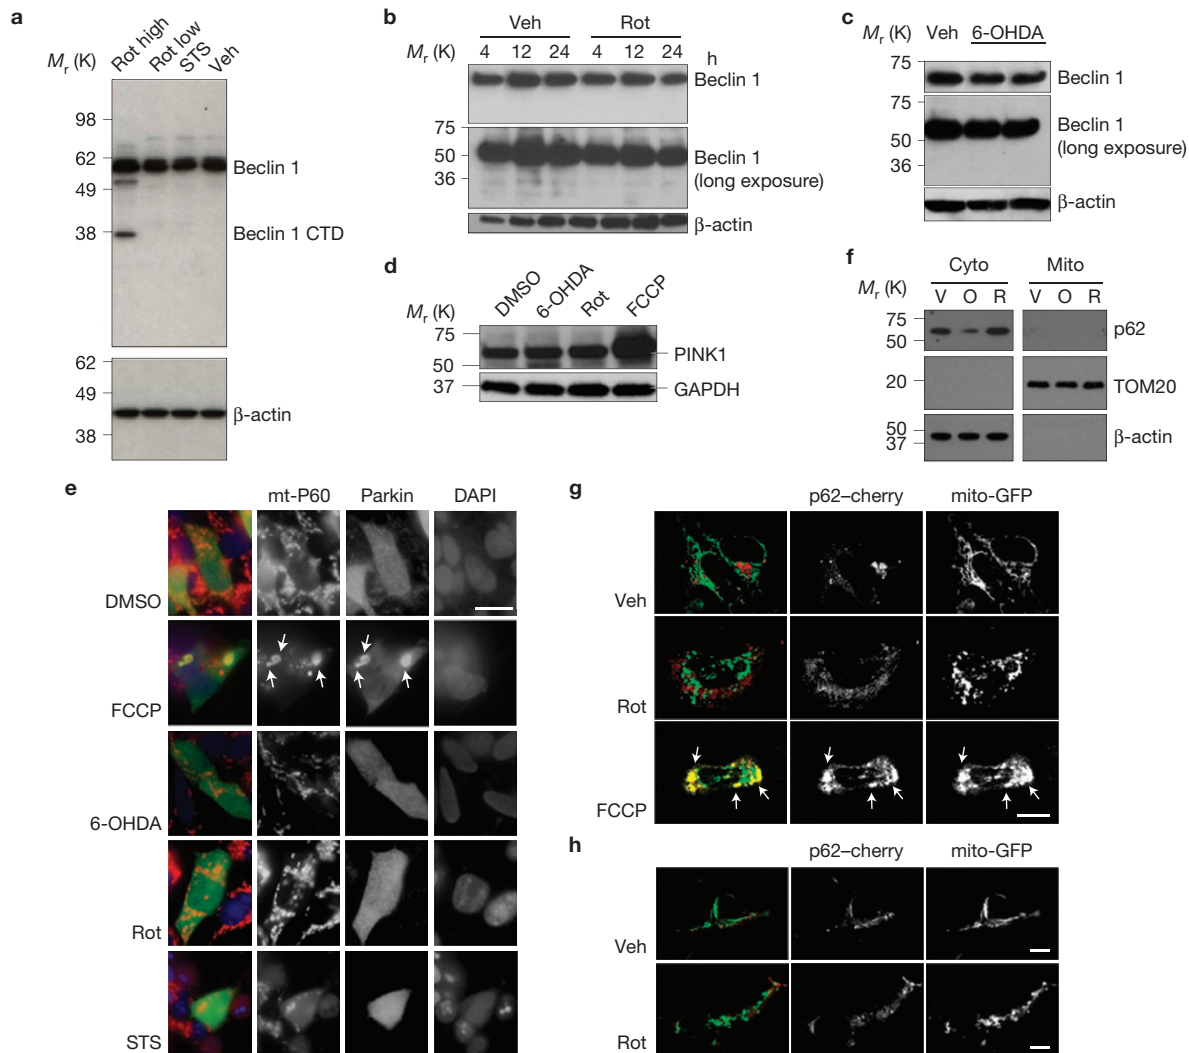 a
Mr (K)
Rot high
Rot low
STS
Veh
98
62
49
38
Beclin 1
Beclin 1 CTD
62
49
38
β-actin
b
Veh Rot
Mr (K) 4 12 24 4 12 24 h
Beclin 1
75
50
36
Beclin 1
(long exposure)
β-actin
c
Mr (K) Veh 6-OHDA
75
Beclin 1
75
50
36
Beclin 1
(long exposure)
β-actin
d
Mr (K)
DMSO
6-OHDA
Rot
FCCP
75
50
37
PINK1
GAPDH
f
Cyto Mito
Mr (K) V O R V O R
75
50
p62
20
TOM20
50
37
β-actin
e
mt-P60 Parkin DAPI
DMSO
FCCP
6-OHDA
Rot
STS
g
p62–cherry mito-GFP
Veh
Rot
FCCP
h
p62–cherry mito-GFP
Veh
Rot